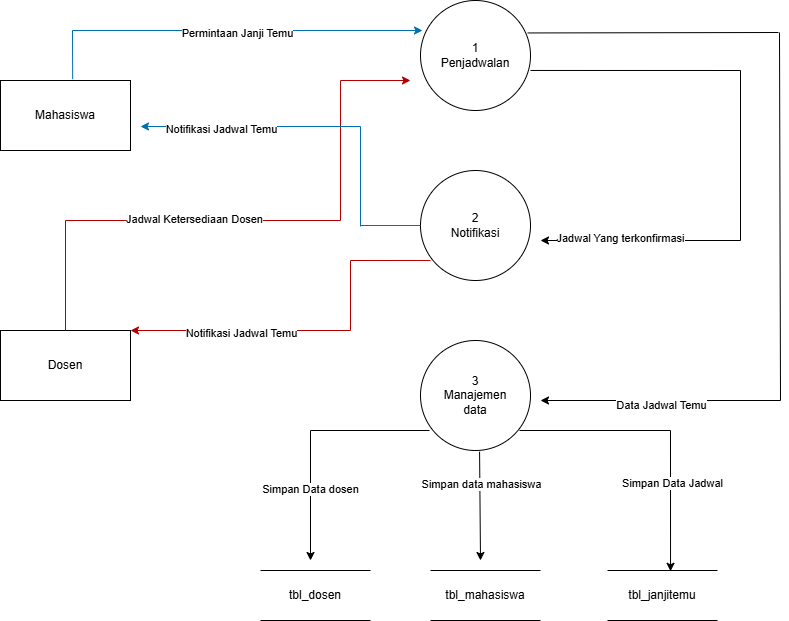 Permintaan Janji Temu
1
Penjadwalan
Mahasiswa
Notifikasi Jadwal Temu
Jadwal Ketersediaan Dosen
2
Notifikasi
Jadwal Yang terkonfirmasi
Notifikasi Jadwal Temu
Dosen
3
Manajemen
data
Data Jadwal Temu
Simpan Data dosen
Simpan data mahasiswa
Simpan Data Jadwal
tbl_dosen
tbl_mahasiswa
tbl_janjitemu